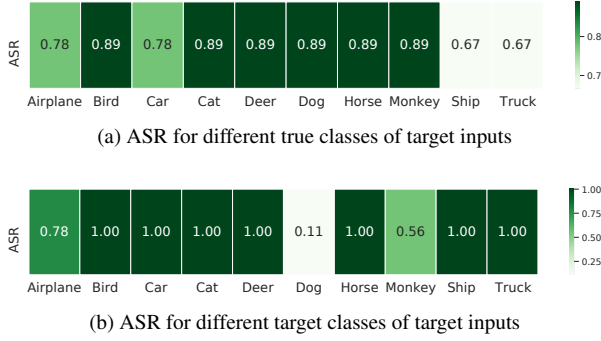 ASR
0.78 0.89 0.78 0.89 0.89 0.89 0.89 0.89 0.67 0.67
Airplane Bird Car Cat Deer Dog Horse Monkey Ship Truck
0.8
0.7
(a) ASR for different true classes of target inputs
ASR
0.78 1.00 1.00 1.00 1.00 0.11 1.00 0.56 1.00 1.00
Airplane Bird Car Cat Deer Dog Horse Monkey Ship Truck
1.00
0.75
0.50
0.25
(b) ASR for different target classes of target inputs